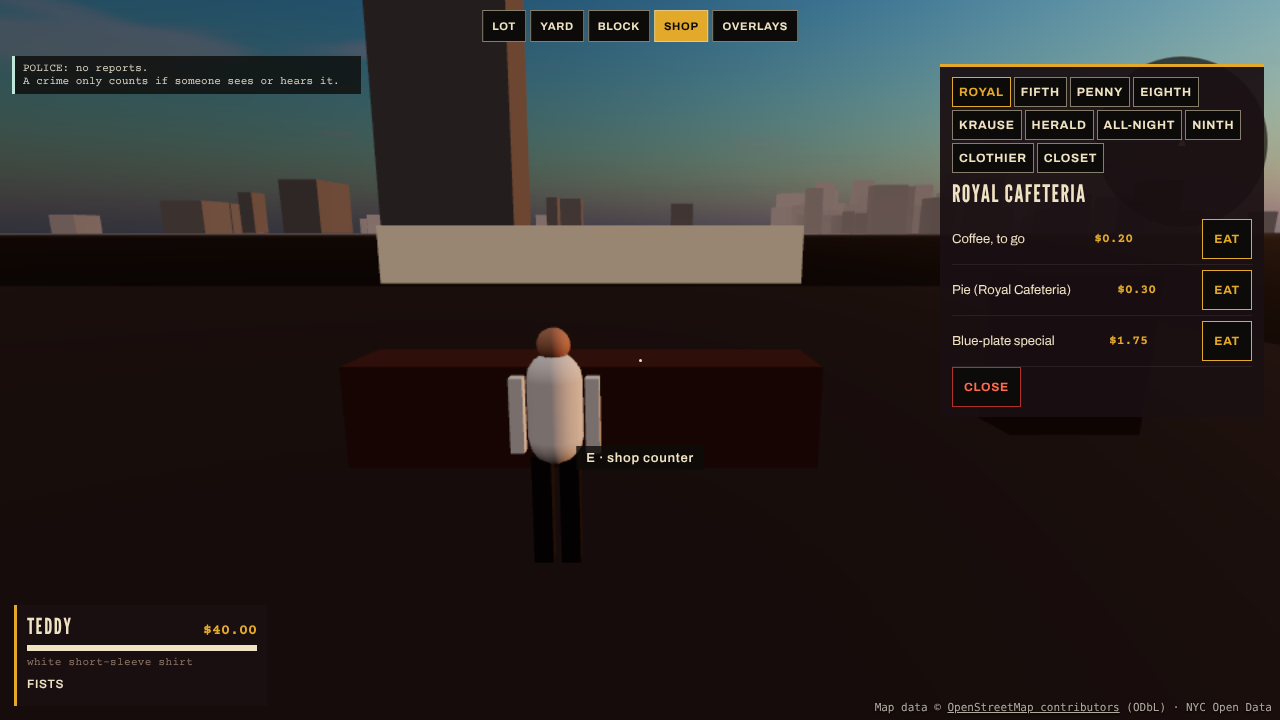 LOT YARD BLOCK SHOP OVERLAYS
POLICE: no reports.
A crime only counts if someone sees or hears it.
ROYAL FIFTH PENNY EIGHTH
KRAUSE HERALD ALL-NIGHT NINTH
CLOTHIER CLOSET
ROYAL CAFETERIA
Coffee, to go $0.20 EAT
Pie (Royal Cafeteria) $0.30 EAT
Blue-plate special $1.75 EAT
CLOSE
E · shop counter
TEDDY $40.00
white short-sleeve shirt
FISTS
Map data © OpenStreetMap contributors (ODbL) · NYC Open Data